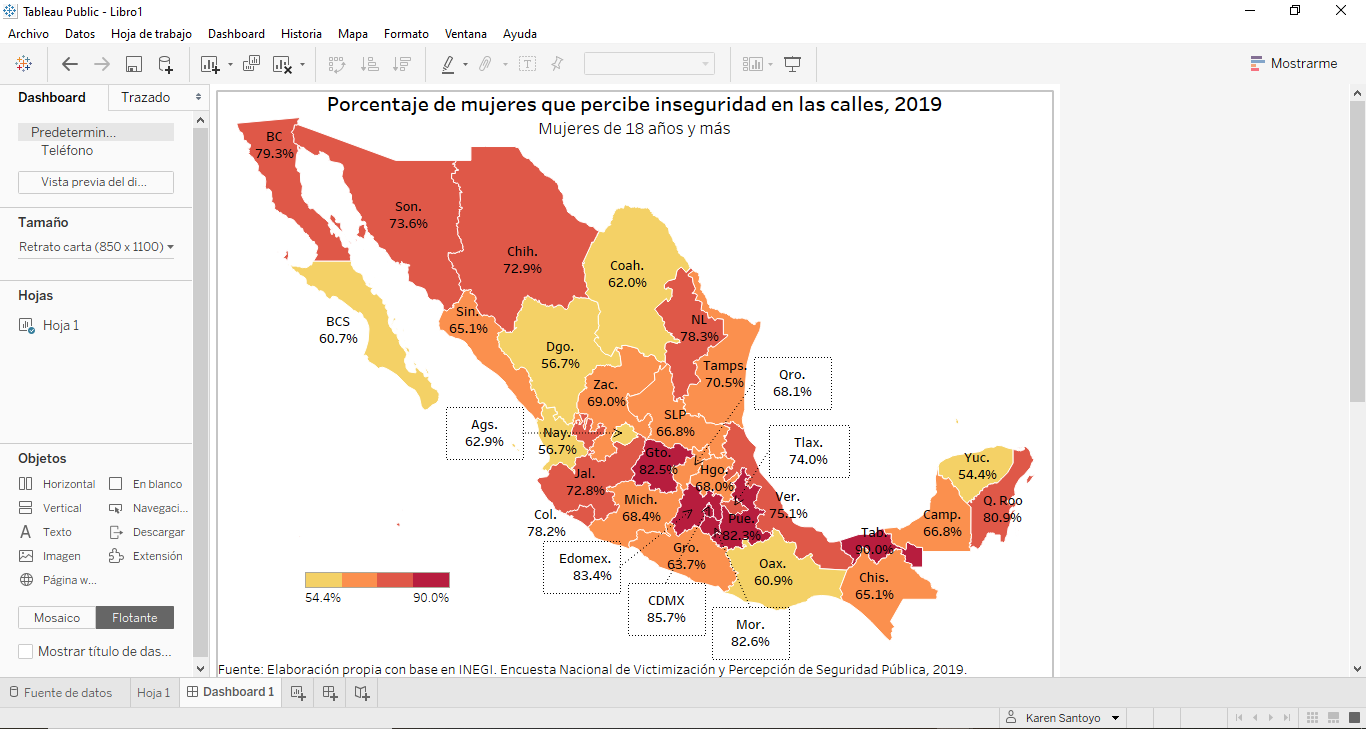 Tableau Public - Libro1
Archivo Datos Hoja de trabajo Dashboard Historia Mapa Formato Ventana Ayuda
Mostrarme
Dashboard Trazado
Predetermin...
Teléfono
Vista previa del di...
Tamaño
Retrato carta (850 x 1100)
Hojas
Hoja 1
Objetos
Horizontal En blanco
Vertical Navegaci...
Texto Descargar
Imagen Extensión
Página w...
Mosaico Flotante
Mostrar título de das...
Porcentaje de mujeres que percibe inseguridad en las calles, 2019
Mujeres de 18 años y más
BC
79.3%
Son.
73.6%
Chih.
72.9%
Coah.
62.0%
BCS
60.7%
Sin.
65.1%
NL
78.3%
Dgo.
56.7%
Tamps.
70.5%
Qro.
68.1%
Zac.
69.0%
SLP
66.8%
Ags.
62.9%
Nay.
56.7%
Tlax.
74.0%
Gto.
82.5%
Hgo.
68.0%
Yuc.
54.4%
Jal.
72.8%
Mich.
68.4%
Ver.
75.1%
Q. Roo
80.9%
Camp.
66.8%
Col.
78.2%
Pue.
82.3%
Tab.
90.0%
Gro.
63.7%
Edomex.
83.4%
Oax.
60.9%
Chis.
65.1%
CDMX
85.7%
Mor.
82.6%
54.4% 90.0%
Fuente: Elaboración propia con base en INEGI. Encuesta Nacional de Victimización y Percepción de Seguridad Pública, 2019.
Fuente de datos Hoja 1 Dashboard 1
Karen Santoyo